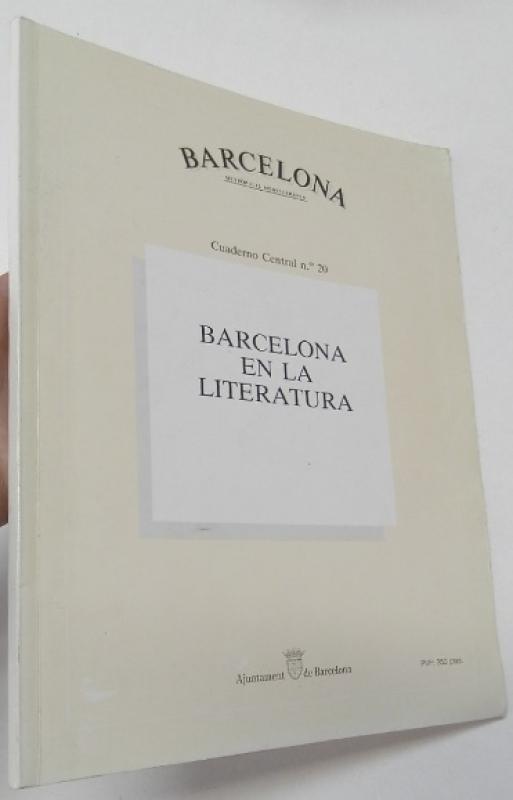 BARCELONA
Cuaderno Central n.º 20
BARCELONA
EN LA
LITERATURA
Ajuntament de Barcelona